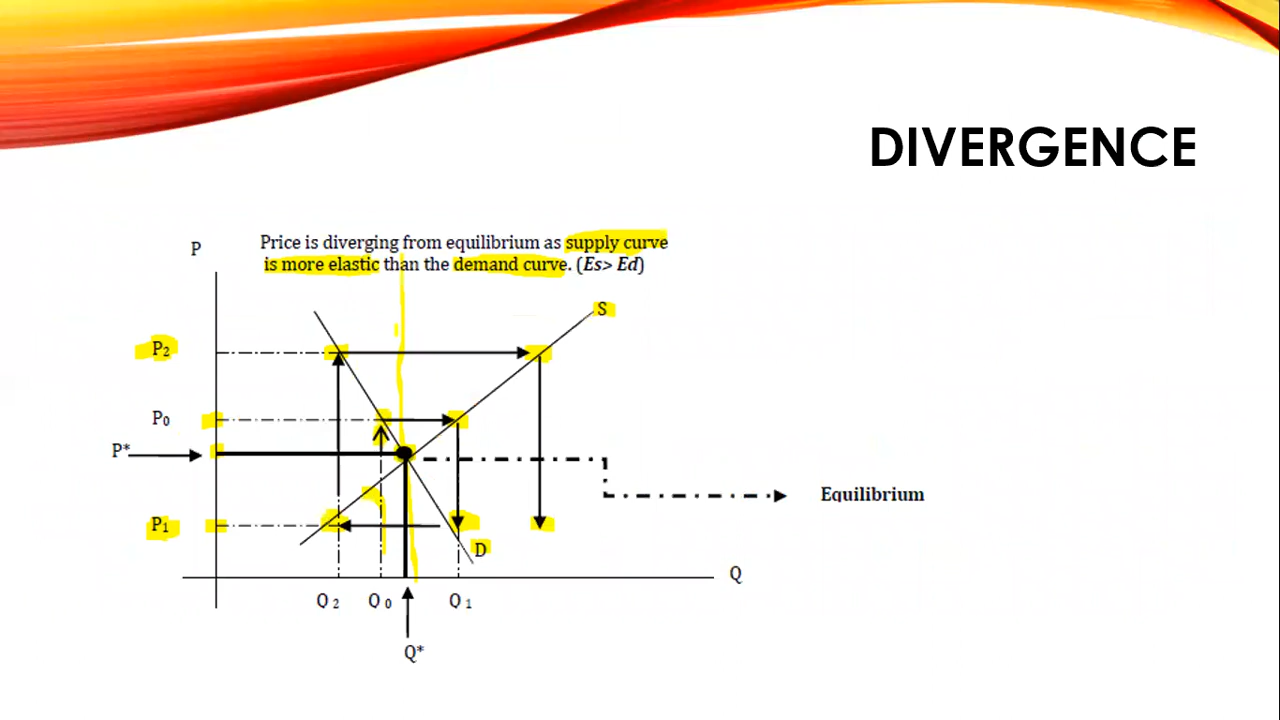 DIVERGENCE
P
Price is diverging from equilibrium as supply curve
is more elastic than the demand curve. (Es> Ed)
S
P₂
P₀
P*
Equilibrium
P₁
D
Q
Q ₂ Q ₀ Q ₁
Q*